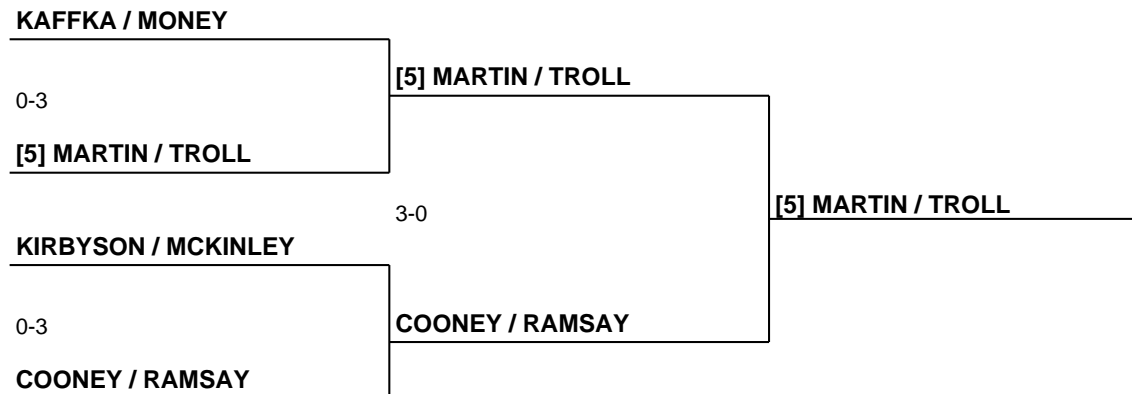 KAFFKA / MONEY
[5] MARTIN / TROLL
0-3
[5] MARTIN / TROLL
3-0
[5] MARTIN / TROLL
KIRBYSON / MCKINLEY
0-3
COONEY / RAMSAY
COONEY / RAMSAY